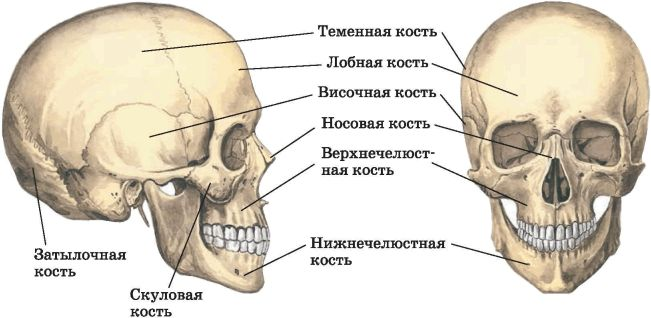 Теменная кость
Лобная кость
Височная кость
Носовая кость
Верхнечелюст-
ная кость
Нижнечелюстная
кость
Затылочная
кость
Скуловая
кость